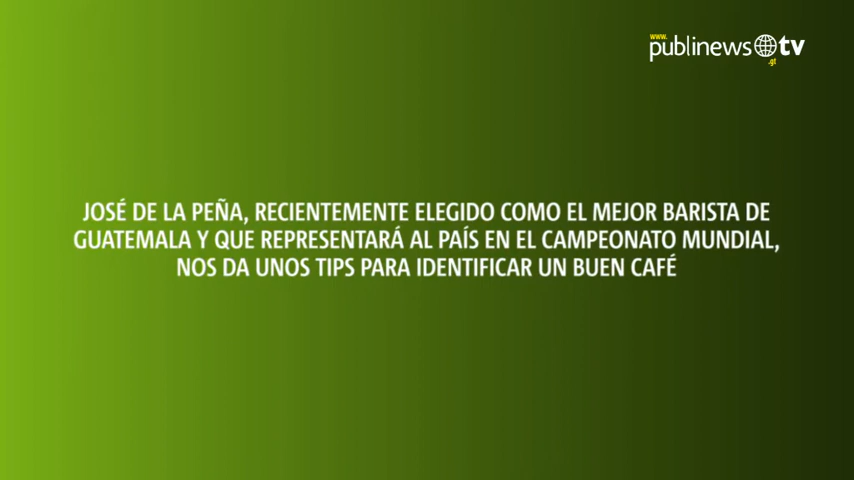 www.
publinews tv
.gt
JOSÉ DE LA PEÑA, RECIENTEMENTE ELEGIDO COMO EL MEJOR BARISTA DE
GUATEMALA Y QUE REPRESENTARÁ AL PAÍS EN EL CAMPEONATO MUNDIAL,
NOS DA UNOS TIPS PARA IDENTIFICAR UN BUEN CAFÉ